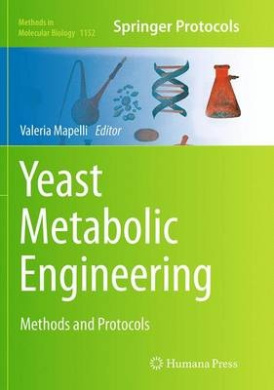 Methods in
Molecular Biology 1152
Springer Protocols
Valeria Mapelli Editor
Yeast
Metabolic
Engineering
Methods and Protocols
Humana Press